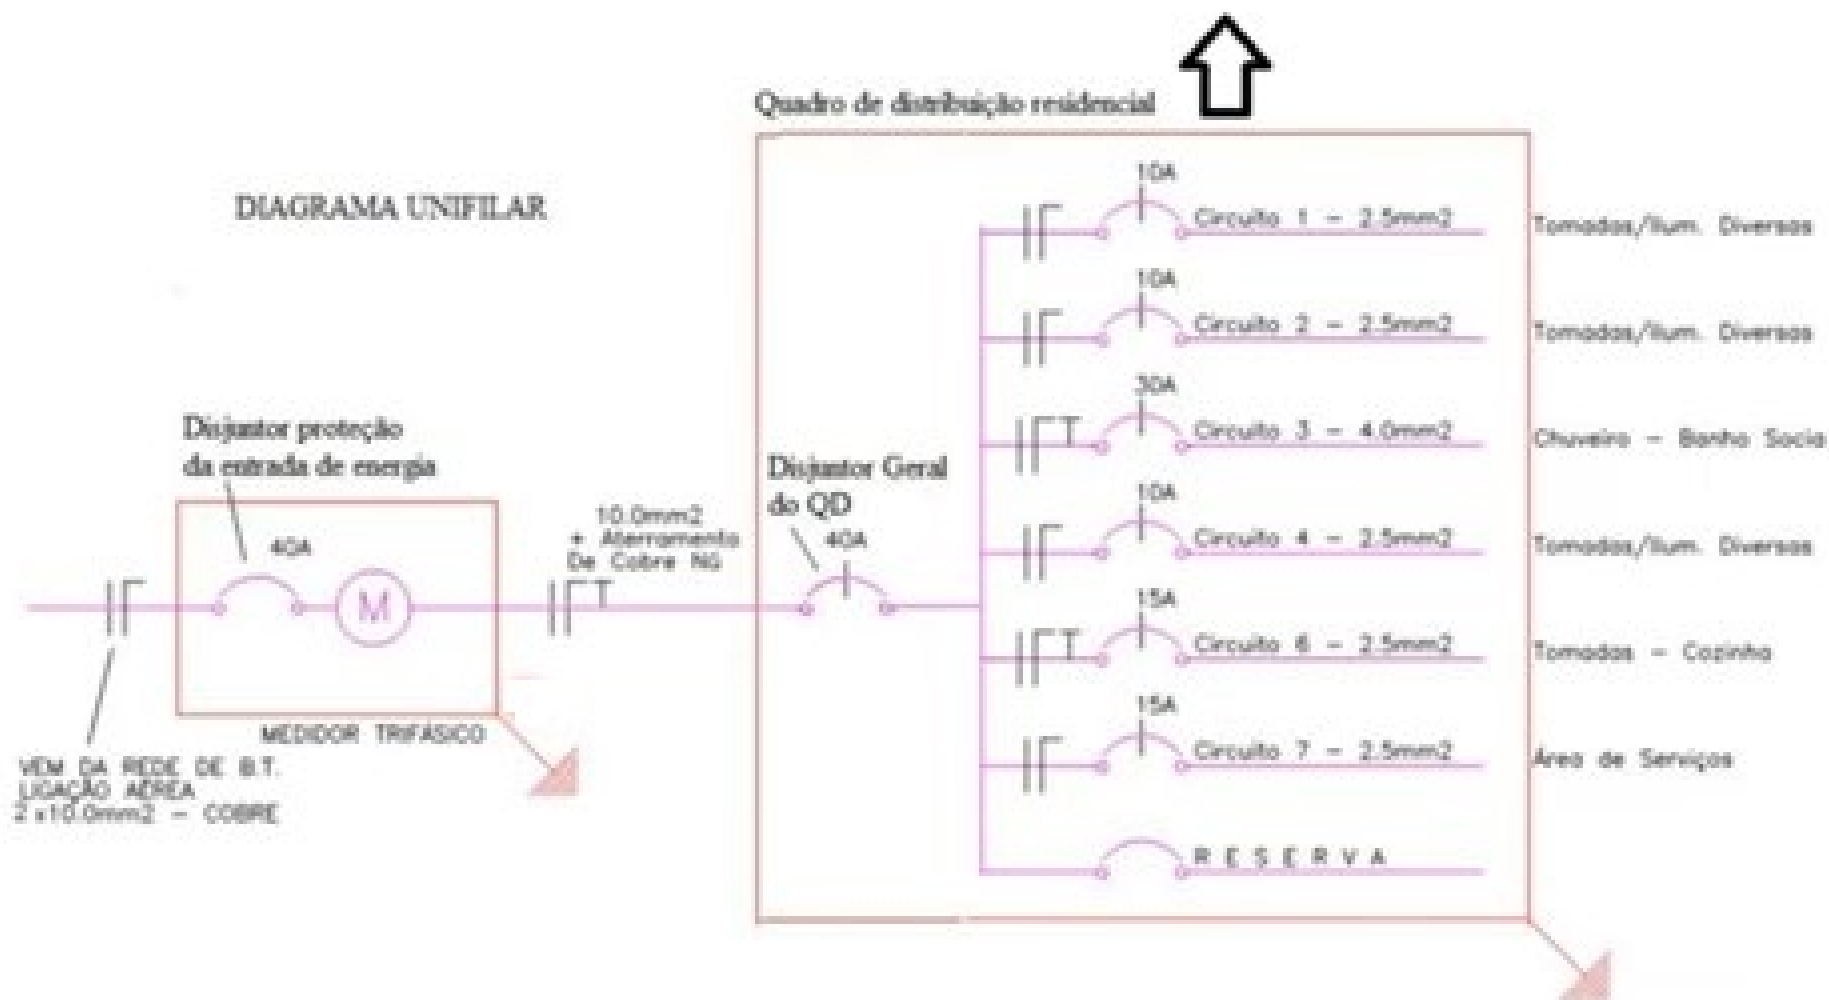 Quadro de distribuição residencial
DIAGRAMA UNIFILAR
10A
Circuito 1 - 2.5mm2
Tomadas/Ilum. Diversas
10A
Circuito 2 - 2.5mm2
Tomadas/Ilum. Diversas
30A
Circuito 3 - 4.0mm2
Chuveiro - Banho Socia
10A
Circuito 4 - 2.5mm2
Tomadas/Ilum. Diversas
15A
Circuito 6 - 2.5mm2
Tomadas - Cozinha
15A
Circuito 7 - 2.5mm2
Área de Serviços
RESERVA
Disjuntor proteção
da entrada de energia
40A
M
MEDIDOR TRIFÁSICO
VEM DA REDE DE B.T.
LIGAÇÃO AÉREA
2x10.0mm2 - COBRE
10.0mm2
+ Aterramento
De Cobre NG
Disjuntor Geral
do QD
40A